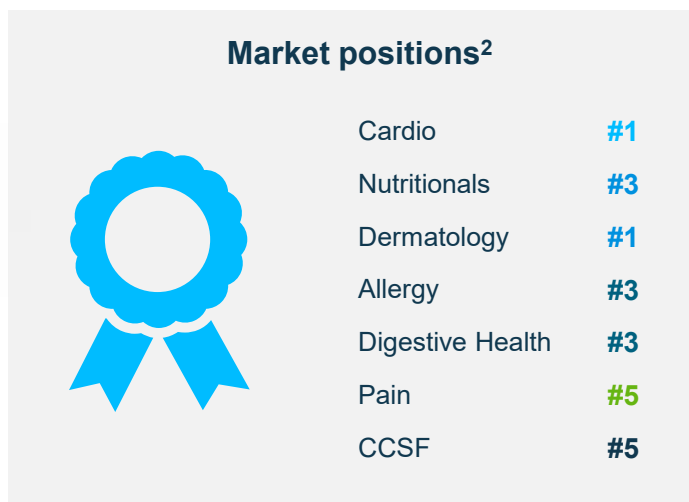 Market positions²
Cardio #1
Nutritionals #3
Dermatology #1
Allergy #3
Digestive Health #3
Pain #5
CCSF #5